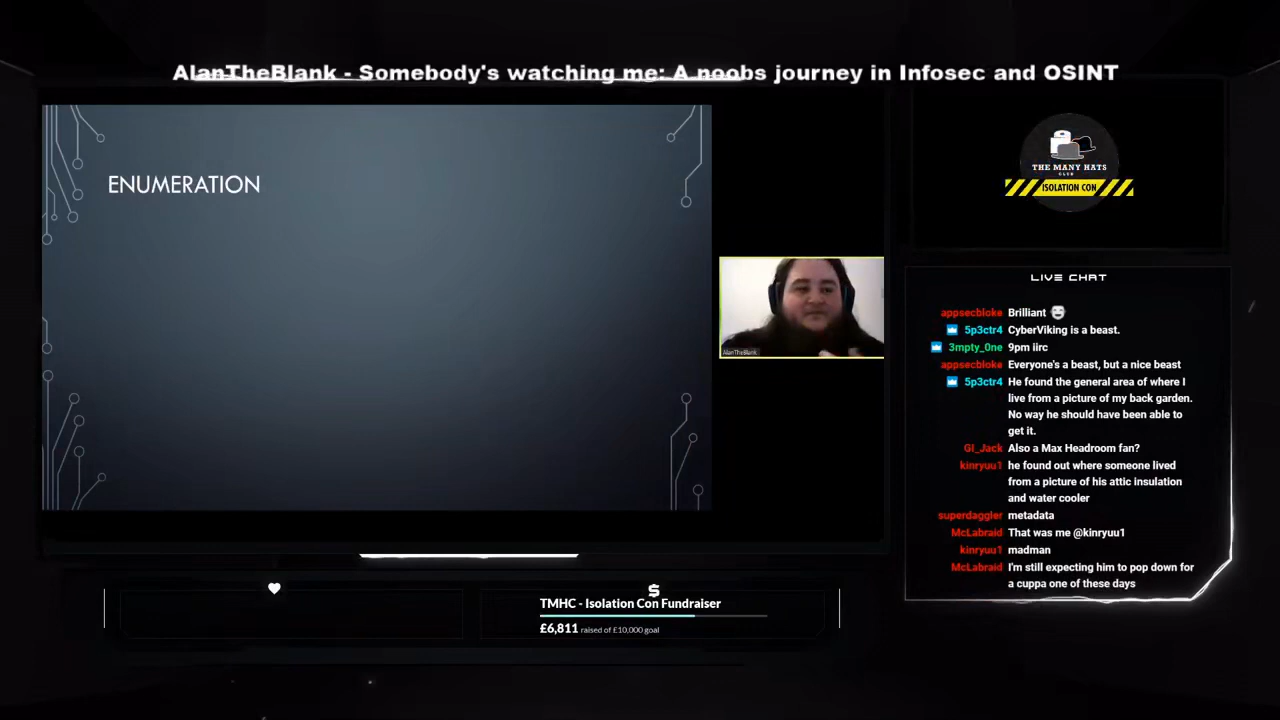 AlanTheBlank - Somebody's watching me: A noobs journey in Infosec and OSINT
ENUMERATION
AlanTheBlank
THE MANY HATS
CLUB
ISOLATION CON
LIVE CHAT
appsecbloke Brilliant
5p3ctr4 CyberViking is a beast.
3mpty_0ne 9pm iirc
appsecbloke Everyone's a beast, but a nice beast
5p3ctr4 He found the general area of where I
live from a picture of my back garden.
No way he should have been able to
get it.
GI_Jack Also a Max Headroom fan?
kinryuu1 he found out where someone lived
from a picture of his attic insulation
and water cooler
superdaggler metadata
McLabraid That was me @kinryuu1
kinryuu1 madman
McLabraid I'm still expecting him to pop down for
a cuppa one of these days
$
TMHC - Isolation Con Fundraiser
£6,811 raised of £10,000 goal